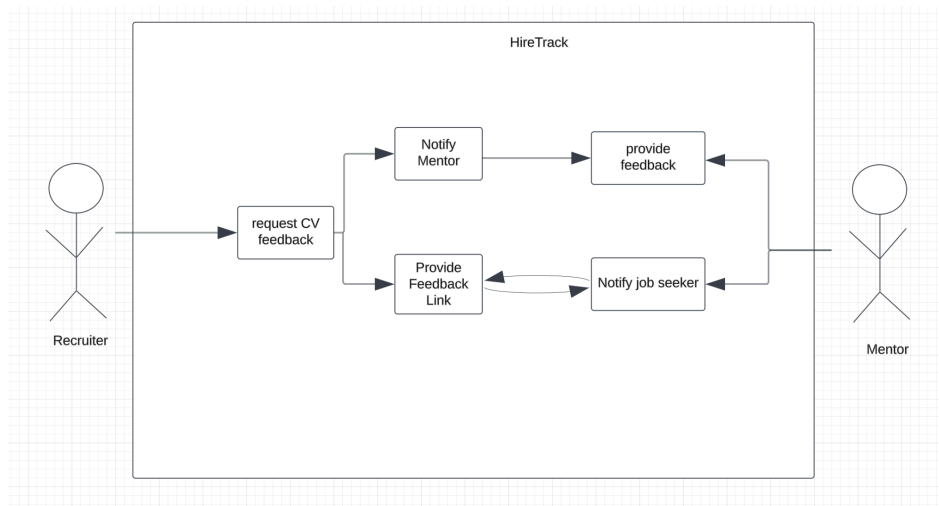 HireTrack
Notify
Mentor
provide
feedback
request CV
feedback
Provide
Feedback
Link
Notify job seeker
Recruiter
Mentor